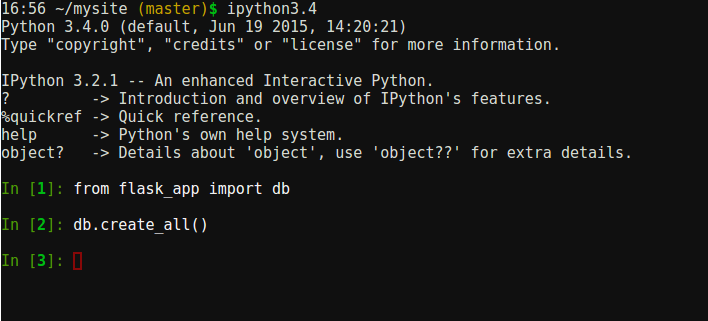 16:56 ~/mysite (master)$ ipython3.4
Python 3.4.0 (default, Jun 19 2015, 14:20:21)
Type "copyright", "credits" or "license" for more information.
IPython 3.2.1 -- An enhanced Interactive Python.
?         -> Introduction and overview of IPython's features.
%quickref -> Quick reference.
help      -> Python's own help system.
object?   -> Details about 'object', use 'object??' for extra details.
In [1]: from flask_app import db
In [2]: db.create_all()
In [3]: